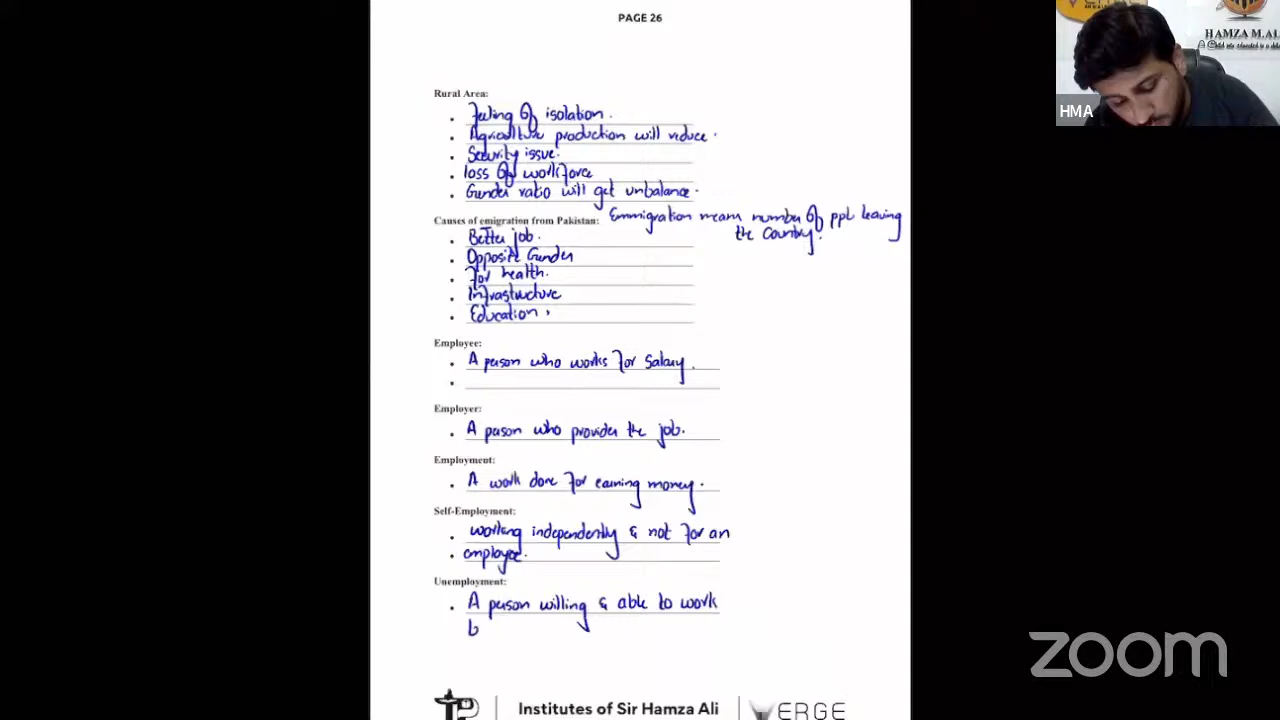 PAGE 26
HAMZA M.ALI
HMA
Rural Area:
Feeling Of isolation.
Agriculture production will reduce.
Security issue.
loss Of workforce
Gender ratio will get unbalance.
Causes of emigration from Pakistan: Emmigration means number Of ppl leaving
the Country.
Better job.
Opposite Gender
For health.
Infrastructure
Education.
Employee:
A person who works For Salary.
Employer:
A person who provides the job.
Employment:
A work done For earning money.
Self-Employment:
working independently & not For an
employee.
Unemployment:
A person willing & able to work
b
Institutes of Sir Hamza Ali
VERGE
zoom